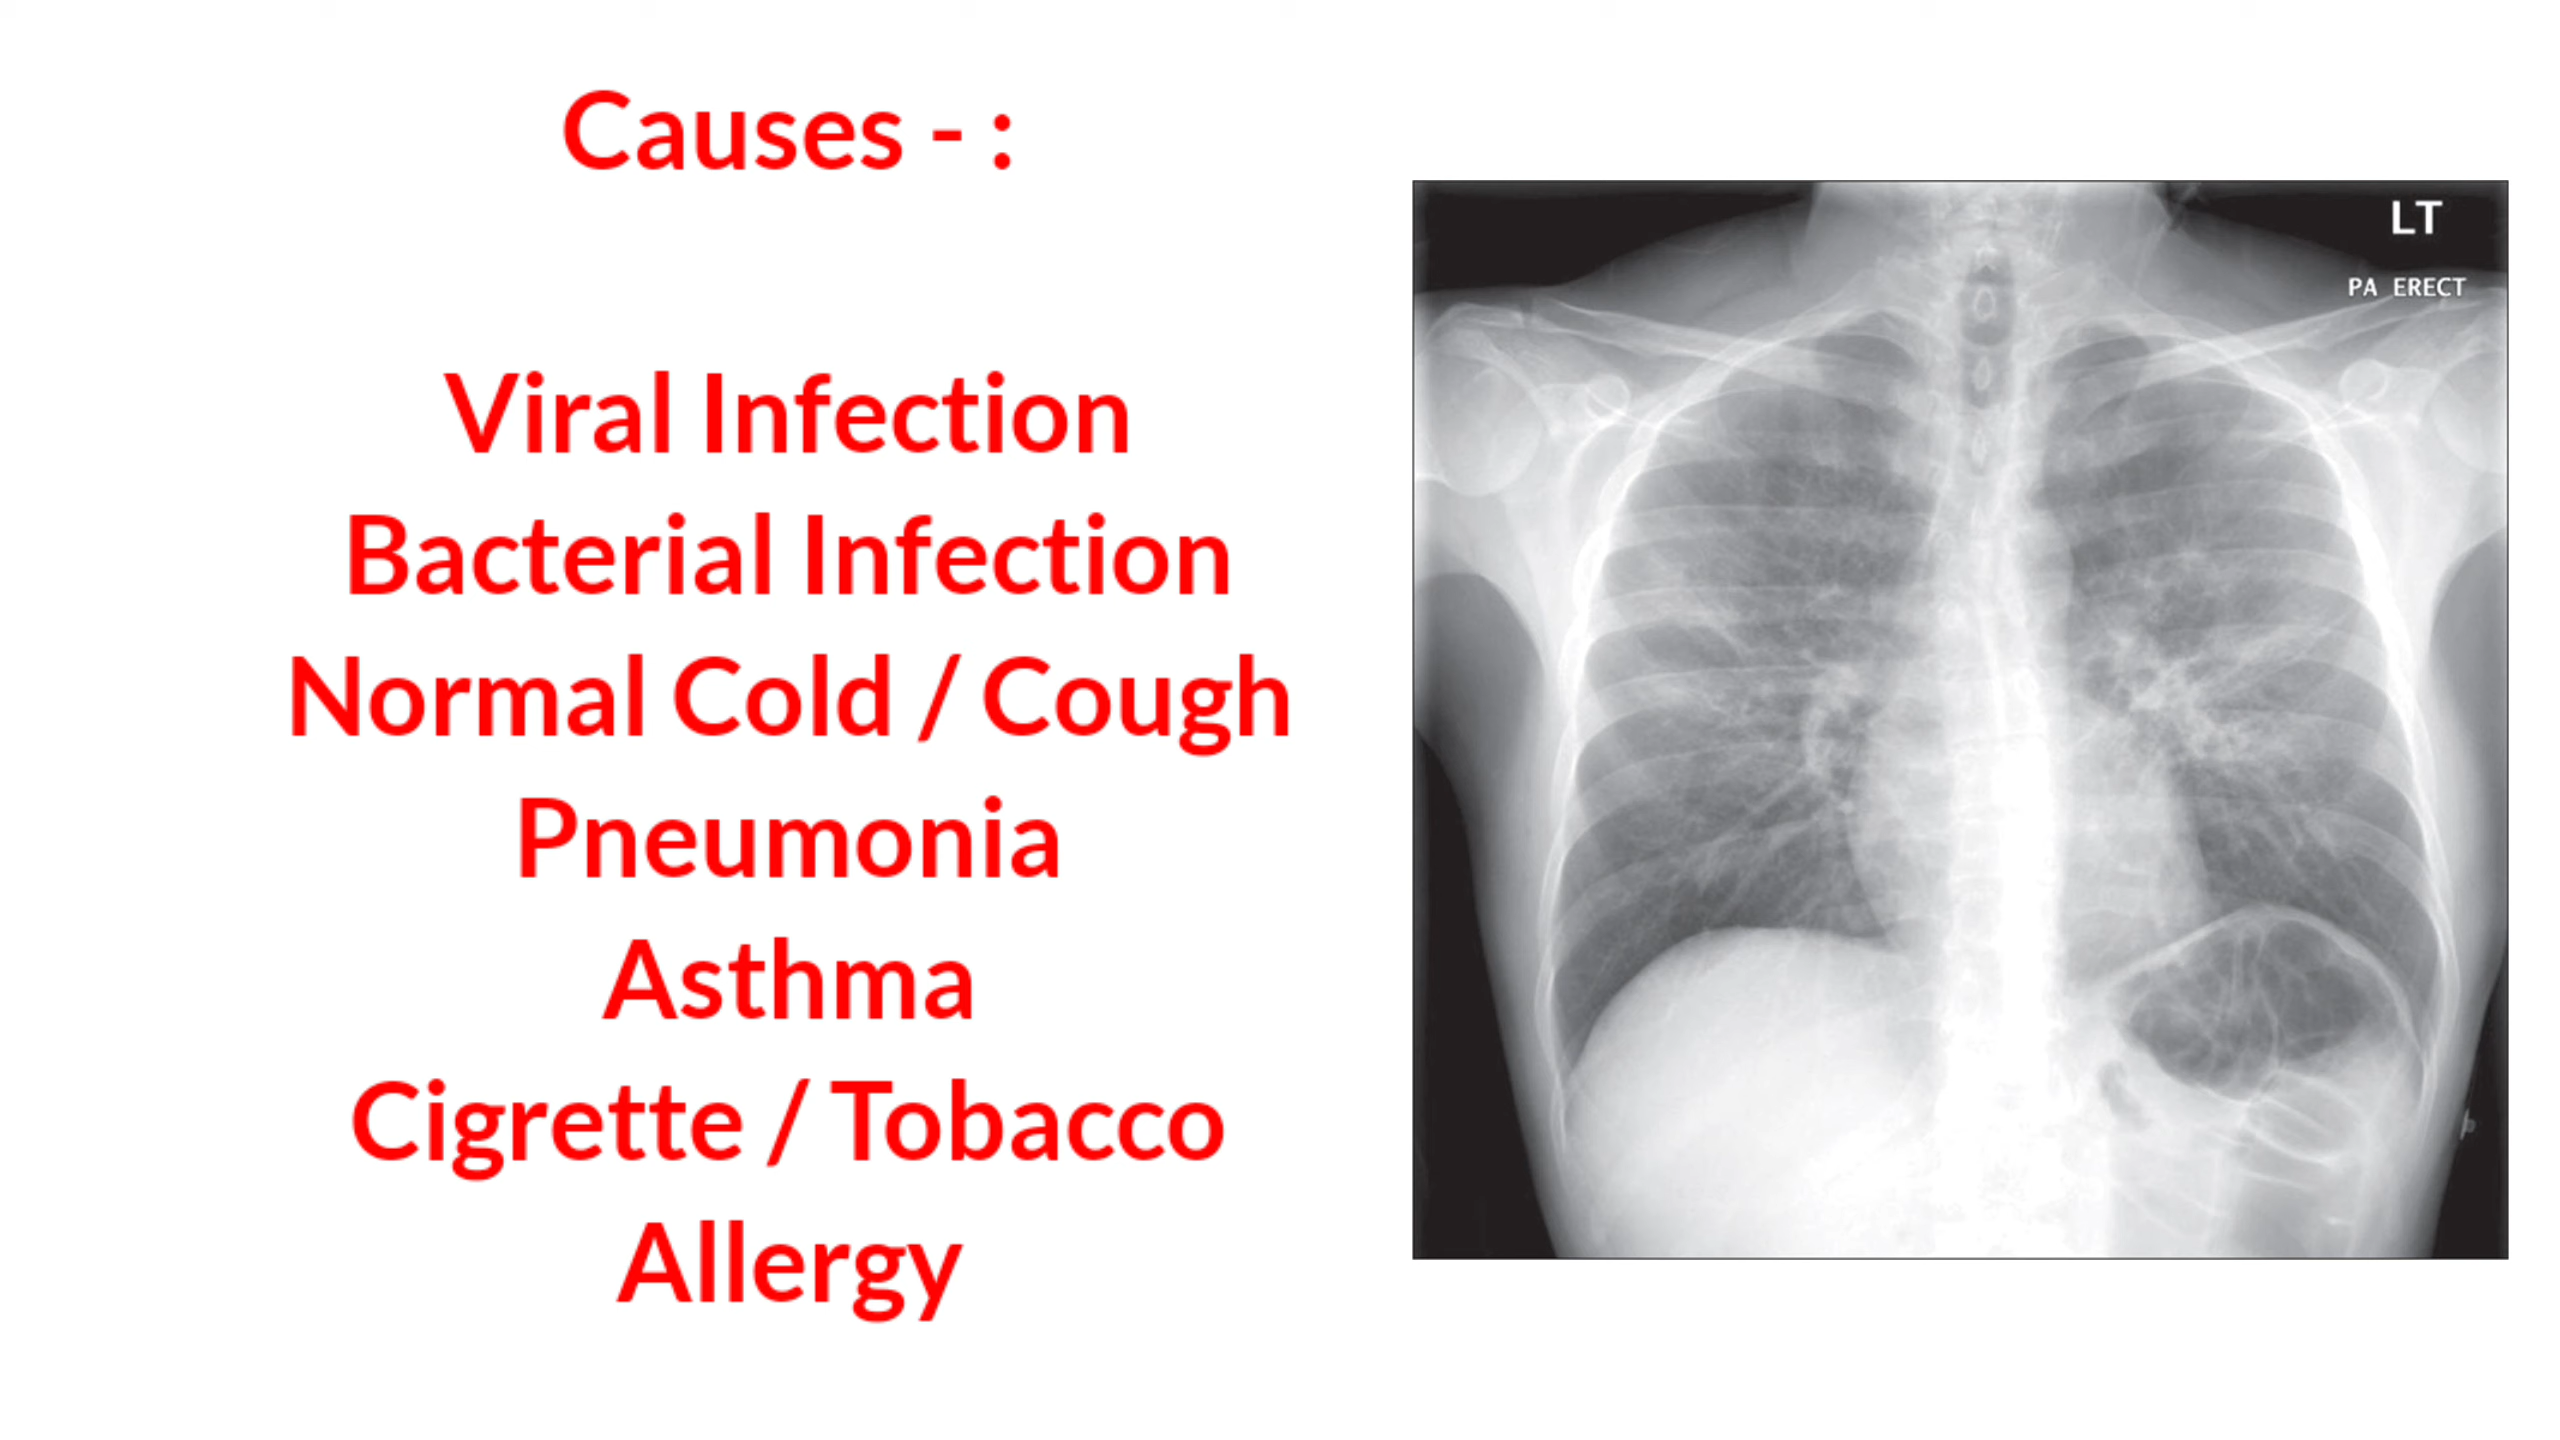 Causes - :
Viral Infection
Bacterial Infection
Normal Cold / Cough
Pneumonia
Asthma
Cigrette / Tobacco
Allergy
LT
PA ERECT